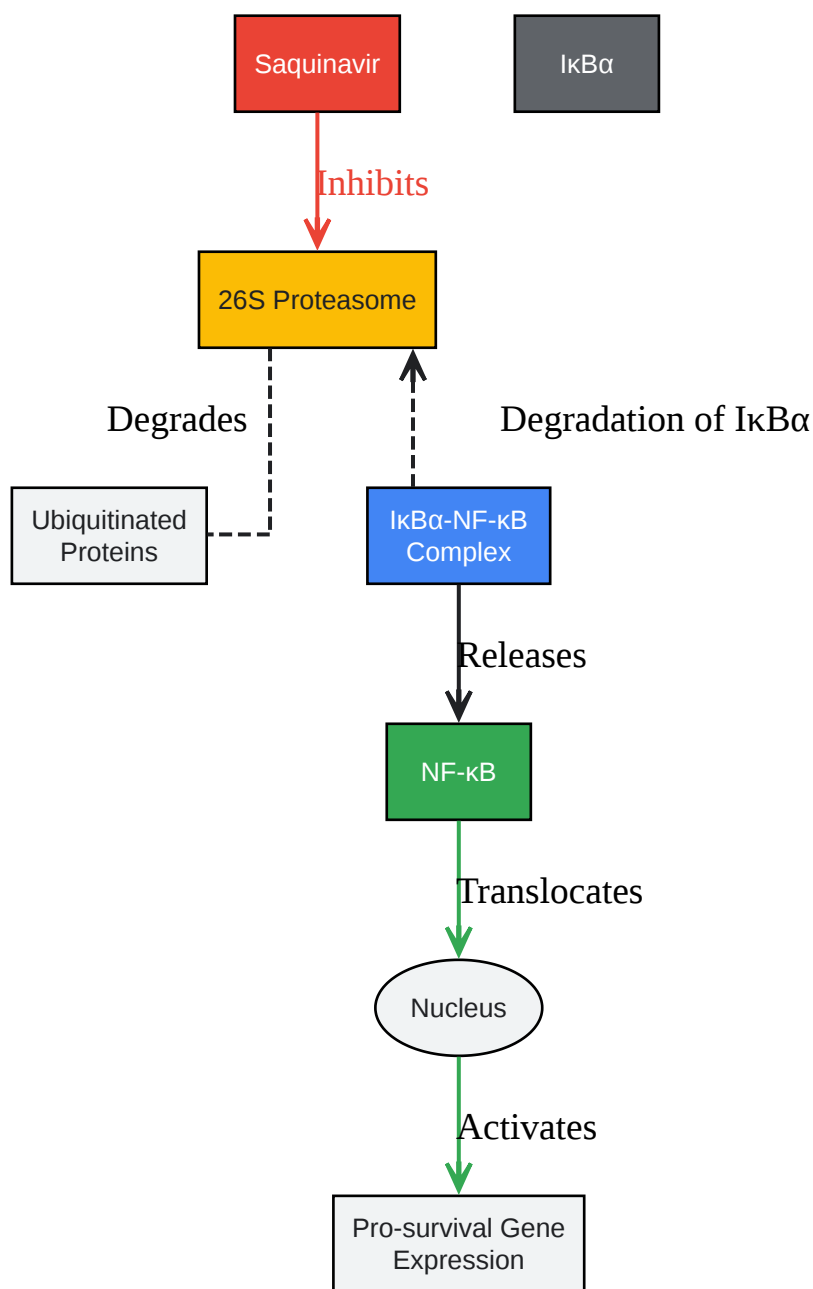 Saquinavir
IκBα
Inhibits
26S Proteasome
Degrades
Degradation of IκBα
Ubiquitinated
Proteins
IκBα-NF-κB
Complex
Releases
NF-κB
Translocates
Nucleus
Activates
Pro-survival Gene
Expression